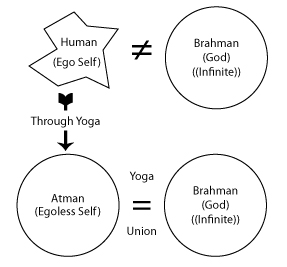 Human
(Ego Self)
≠
Brahman
(God)
((Infinite))
Through Yoga
Atman
(Egoless Self)
Yoga
=
Union
Brahman
(God)
((Infinite))